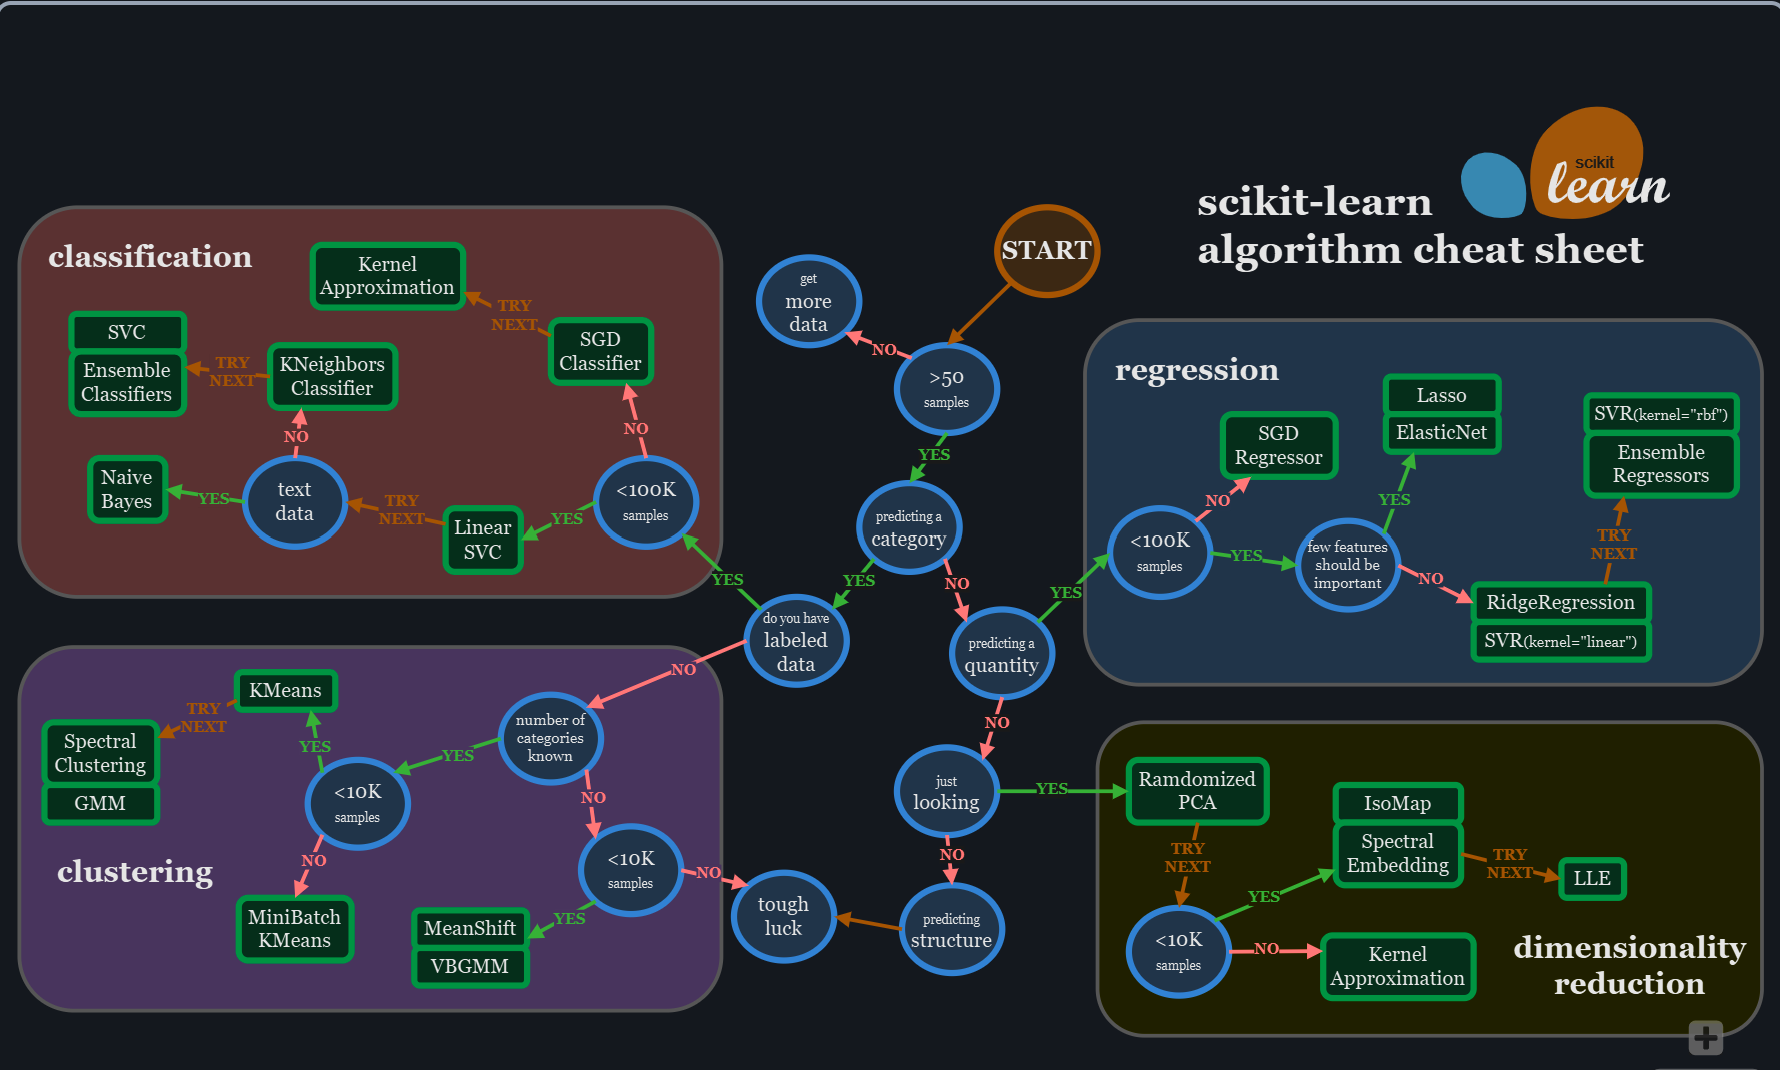 scikit
learn
scikit-learn
algorithm cheat sheet
START
get
more
data
NO
>50
samples
YES
predicting a
category
YES
NO
do you have
labeled
data
YES
NO
predicting a
quantity
YES
NO
just
looking
YES
NO
predicting
structure
tough
luck
classification
Kernel
Approximation
TRY
NEXT
SGD
Classifier
SVC
Ensemble
Classifiers
TRY
NEXT
KNeighbors
Classifier
NO
NO
Naive
Bayes
YES
text
data
TRY
NEXT
Linear
SVC
YES
<100K
samples
regression
SGD
Regressor
Lasso
ElasticNet
SVR(kernel="rbf")
Ensemble
Regressors
NO
YES
<100K
samples
YES
few features
should be
important
NO
TRY
NEXT
RidgeRegression
SVR(kernel="linear")
clustering
KMeans
TRY
NEXT
Spectral
Clustering
GMM
YES
<10K
samples
YES
number of
categories
known
NO
NO
MiniBatch
KMeans
<10K
samples
NO
YES
MeanShift
VBGMM
dimensionality
reduction
Ramdomized
PCA
TRY
NEXT
IsoMap
Spectral
Embedding
TRY
NEXT
LLE
YES
<10K
samples
NO
Kernel
Approximation